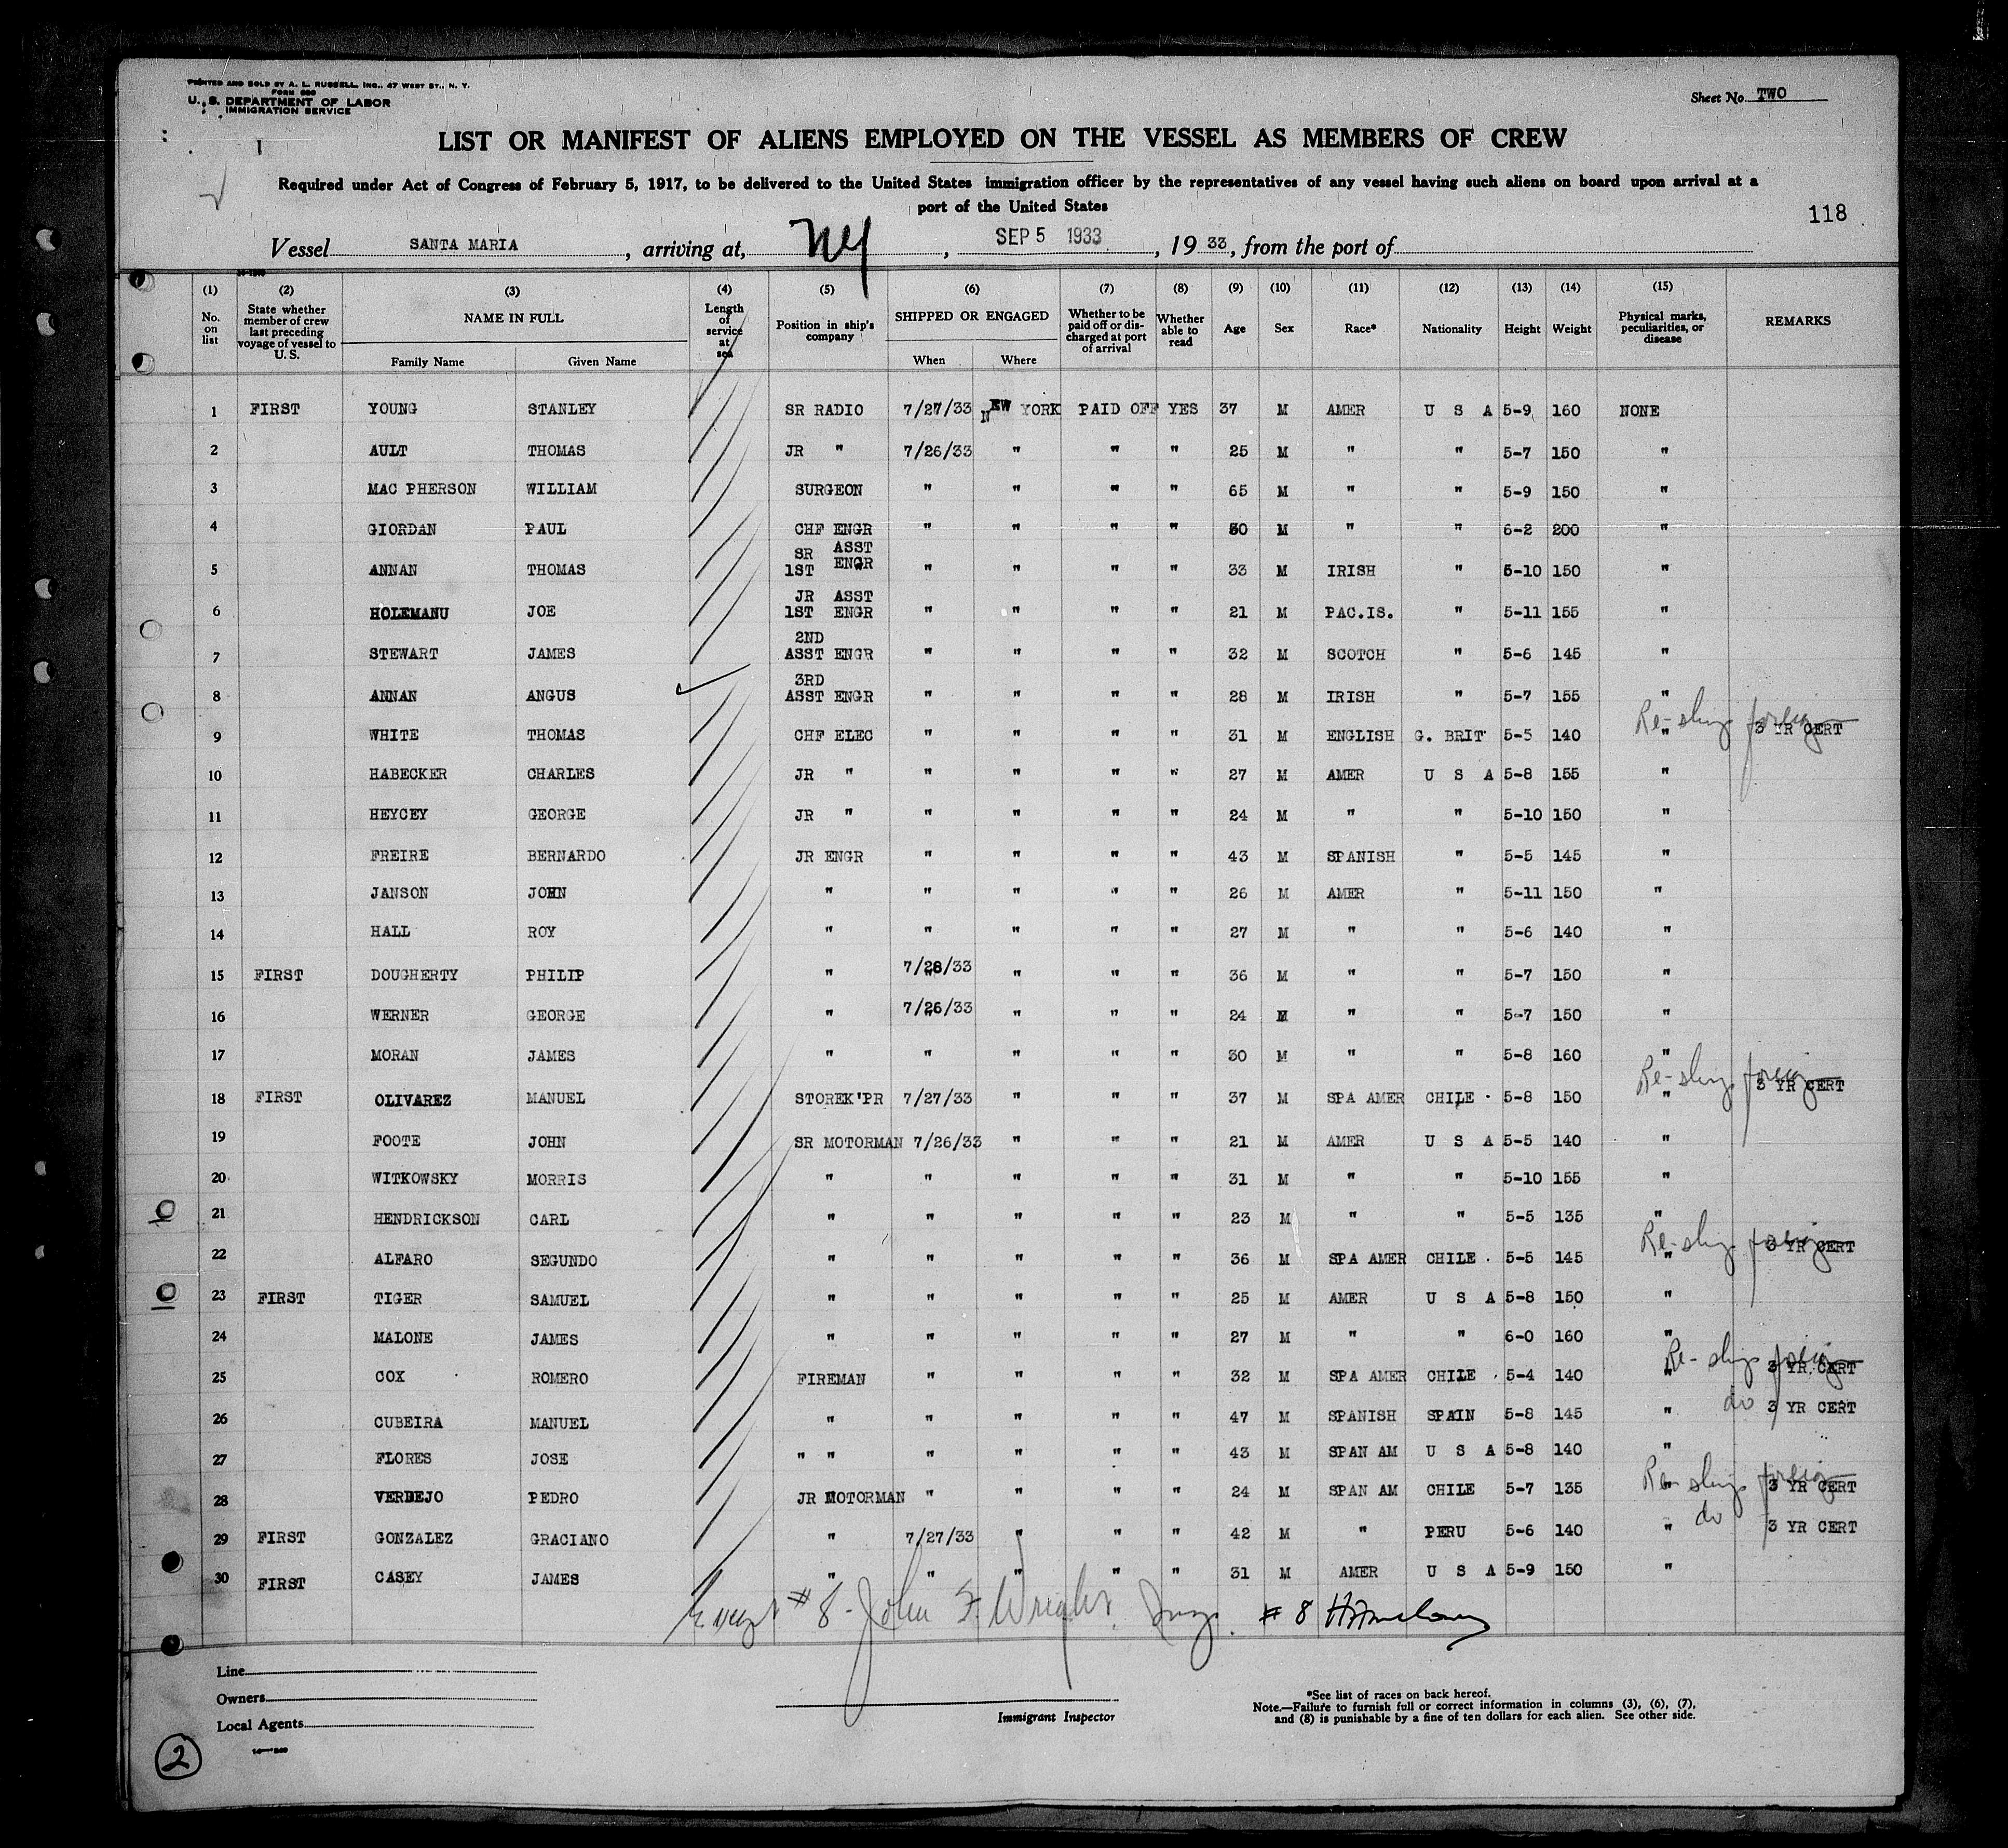 PRINTED AND SOLD BY A. L. RUSSELL, INC., 47 WEST ST., N. Y.
FORM 680
U. S. DEPARTMENT OF LABOR
IMMIGRATION SERVICE
Sheet No. TWO
LIST OR MANIFEST OF ALIENS EMPLOYED ON THE VESSEL AS MEMBERS OF CREW
Required under Act of Congress of February 5, 1917, to be delivered to the United States immigration officer by the representatives of any vessel having such aliens on board upon arrival at a
port of the United States
118
Vessel SANTA MARIA, arriving at, NY, SEP 5 1933, 1933, from the port of
(1) No. on list (2) State whether member of crew last preceding voyage of vessel to U. S. (3) NAME IN FULL Family Name Given Name (4) Length of service at sea (5) Position in ship's company (6) SHIPPED OR ENGAGED When Where (7) Whether to be paid off or discharged at port of arrival (8) Whether able to read (9) Age (10) Sex (11) Race* (12) Nationality (13) Height (14) Weight (15) Physical marks, peculiarities, or disease REMARKS
1 FIRST YOUNG STANLEY SR RADIO 7/27/33 NEW YORK PAID OFF YES 37 M AMER U S A 5-9 160 NONE
2 AULT THOMAS JR " 7/26/33 " " " 25 M " " 5-7 150 "
3 MAC PHERSON WILLIAM SURGEON " " " " 65 M " " 5-9 150 "
4 GIORDAN PAUL CHF ENGR " " " " 50 M " " 6-2 200 "
5 ANNAN THOMAS SR ASST 1ST ENGR " " " " 33 M IRISH " 5-10 150 "
6 HOLEMANU JOE JR ASST 1ST ENGR " " " " 21 M PAC.IS. " 5-11 155 "
7 STEWART JAMES 2ND ASST ENGR " " " " 32 M SCOTCH " 5-6 145 "
8 ANNAN ANGUS 3RD ASST ENGR " " " " 28 M IRISH " 5-7 155 "
9 WHITE THOMAS CHF ELEC " " " " 31 M ENGLISH G. BRIT 5-5 140 " Re-shp foreign 3 YR CERT
10 HABECKER CHARLES JR " " " " " 27 M AMER U S A 5-8 155 "
11 HEYCEY GEORGE JR " " " " " 24 M " " 5-10 150 "
12 FREIRE BERNARDO JR ENGR " " " " 43 M SPANISH " 5-5 145 "
13 JANSON JOHN " " " " " 26 M AMER " 5-11 150 "
14 HALL ROY " " " " " 27 M " " 5-6 140 "
15 FIRST DOUGHERTY PHILIP " 7/28/33 " " " 36 M " " 5-7 150 "
16 WERNER GEORGE " 7/26/33 " " " 24 M " " 5-7 150 "
17 MORAN JAMES " " " " " 30 M " " 5-8 160 "
18 FIRST OLIVAREZ MANUEL STOREK'PR 7/27/33 " " " 37 M SPA AMER CHILE 5-8 150 " Re-shp foreign 3 YR CERT
19 FOOTE JOHN SR MOTORMAN 7/26/33 " " " 21 M AMER U S A 5-5 140 "
20 WITKOWSKY MORRIS " " " " " 31 M " " 5-10 155 "
21 HENDRICKSON CARL " " " " " 23 M " " 5-5 135 "
22 ALFARO SEGUNDO " " " " " 36 M SPA AMER CHILE 5-5 145 " Re-shp foreign 3 YR CERT
23 FIRST TIGER SAMUEL " " " " " 25 M AMER U S A 5-8 150 "
24 MALONE JAMES " " " " " 27 M " " 6-0 160 "
25 COX ROMERO FIREMAN " " " " 32 M SPA AMER CHILE 5-4 140 " Re-shp foreign 3 YR CERT
26 CUBEIRA MANUEL " " " " " 47 M SPANISH SPAIN 5-8 145 " do 3 YR CERT
27 FLORES JOSE " " " " " " 43 M SPAN AM U S A 5-8 140 "
28 VERDEJO PEDRO JR MOTORMAN " " " " 24 M SPAN AM CHILE 5-7 135 " Re-shp foreign 3 YR CERT
29 FIRST GONZALEZ GRACIANO " 7/27/33 " " " 42 M " PERU 5-6 140 " do 3 YR CERT
30 FIRST CASEY JAMES " " " " " 31 M AMER U S A 5-9 150 "
Except #8 - John F. Wright Insp. #8
Line
Owners
Local Agents
Immigrant Inspector
*See list of races on back hereof.
Note.—Failure to furnish full or correct information in columns (3), (6), (7),
and (8) is punishable by a fine of ten dollars for each alien. See other side.
2